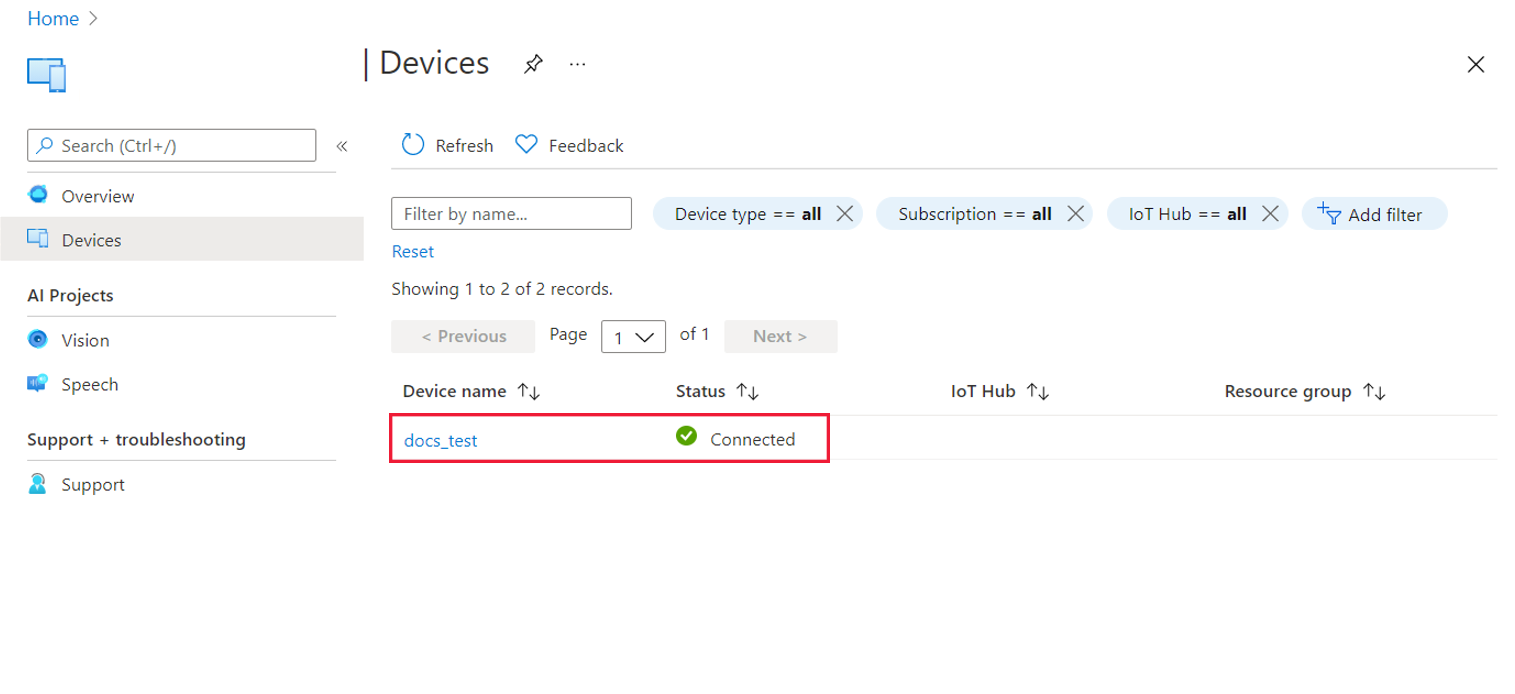 Home >
| Devices ...
Search (Ctrl+/) «
Refresh Feedback
Overview
Devices
AI Projects
Vision
Speech
Support + troubleshooting
Support
Filter by name... Device type == all Subscription == all IoT Hub == all Add filter
Reset
Showing 1 to 2 of 2 records.
< Previous Page 1 of 1 Next >
Device name Status IoT Hub Resource group
docs_test Connected